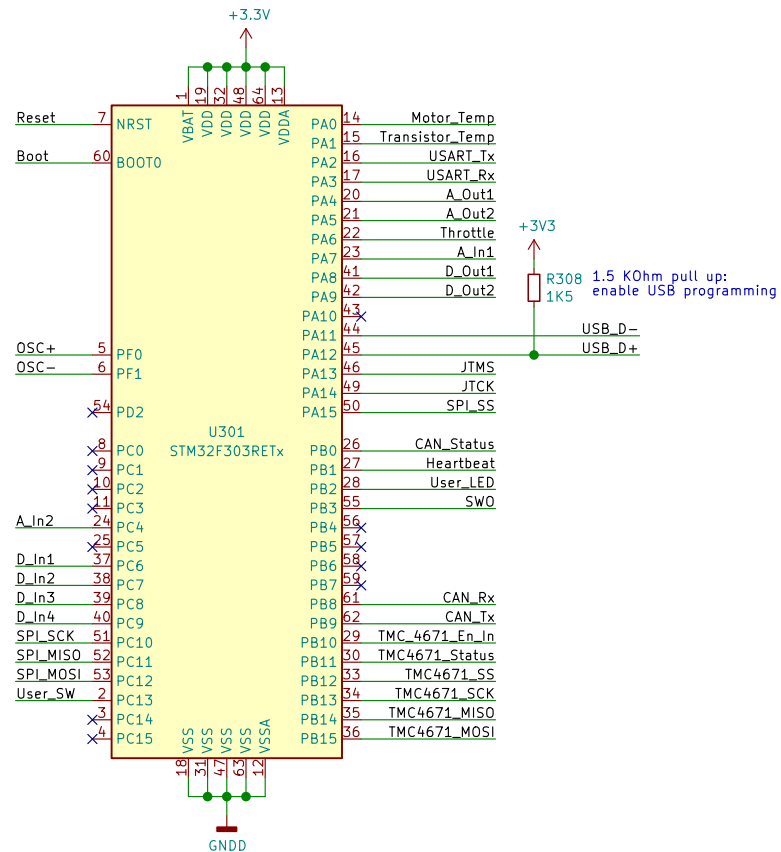 +3.3V
1 19 32 48 64 13
VBAT VDD VDD VDD VDD VDDA
Reset 7 NRST
Boot 60 BOOT0
OSC+ 5 PF0
OSC- 6 PF1
54 PD2
8 PC0
9 PC1
10 PC2
11 PC3
A_In2 24 PC4
25 PC5
D_In1 37 PC6
D_In2 38 PC7
D_In3 39 PC8
D_In4 40 PC9
SPI_SCK 51 PC10
SPI_MISO 52 PC11
SPI_MOSI 53 PC12
User_SW 2 PC13
3 PC14
4 PC15
U301
STM32F303RETx
PA0 14 Motor_Temp
PA1 15 Transistor_Temp
PA2 16 USART_Tx
PA3 17 USART_Rx
PA4 20 A_Out1
PA5 21 A_Out2
PA6 22 Throttle
PA7 23 A_In1
PA8 41 D_Out1
PA9 42 D_Out2
PA10 43
PA11 44 USB_D-
PA12 45 USB_D+
PA13 46 JTMS
PA14 49 JTCK
PA15 50 SPI_SS
PB0 26 CAN_Status
PB1 27 Heartbeat
PB2 28 User_LED
PB3 55 SWO
PB4 56
PB5 57
PB6 58
PB7 59
PB8 61 CAN_Rx
PB9 62 CAN_Tx
PB10 29 TMC_4671_En_In
PB11 30 TMC4671_Status
PB12 33 TMC4671_SS
PB13 34 TMC4671_SCK
PB14 35 TMC4671_MISO
PB15 36 TMC4671_MOSI
+3V3
R308
1K5
1.5 KOhm pull up:
enable USB programming
VSS VSS VSS VSS VSSA
18 31 47 63 12
GNDD